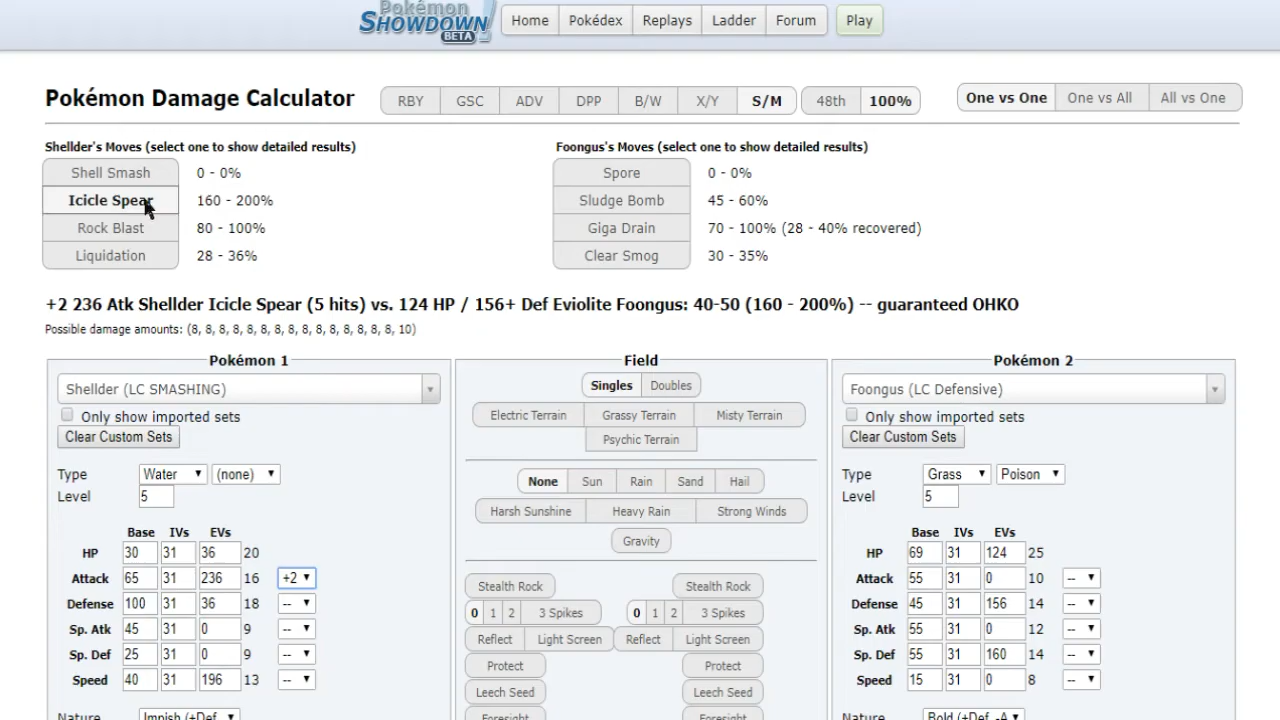 Pokémon
SHOWDOWN!
BETA
Home Pokédex Replays Ladder Forum Play
Pokémon Damage Calculator RBY GSC ADV DPP B/W X/Y S/M 48th 100% One vs One One vs All All vs One
Shellder's Moves (select one to show detailed results) Foongus's Moves (select one to show detailed results)
Shell Smash 0 - 0% Spore 0 - 0%
Icicle Spear 160 - 200% Sludge Bomb 45 - 60%
Rock Blast 80 - 100% Giga Drain 70 - 100% (28 - 40% recovered)
Liquidation 28 - 36% Clear Smog 30 - 35%
+2 236 Atk Shellder Icicle Spear (5 hits) vs. 124 HP / 156+ Def Eviolite Foongus: 40-50 (160 - 200%) -- guaranteed OHKO
Possible damage amounts: (8, 8, 8, 8, 8, 8, 8, 8, 8, 8, 8, 8, 8, 8, 8, 10)
Pokémon 1 Field Pokémon 2
Shellder (LC SMASHING) Singles Doubles Foongus (LC Defensive)
Only show imported sets Electric Terrain Grassy Terrain Misty Terrain Only show imported sets
Clear Custom Sets Psychic Terrain Clear Custom Sets
Type Water (none) None Sun Rain Sand Hail Type Grass Poison
Level 5 Harsh Sunshine Heavy Rain Strong Winds Level 5
Base IVs EVs Gravity Base IVs EVs
HP 30 31 36 20 HP 69 31 124 25
Attack 65 31 236 16 +2 Stealth Rock Stealth Rock Attack 55 31 0 10 --
Defense 100 31 36 18 -- 0 1 2 3 Spikes 0 1 2 3 Spikes Defense 45 31 156 14 --
Sp. Atk 45 31 0 9 -- Reflect Light Screen Reflect Light Screen Sp. Atk 55 31 0 12 --
Sp. Def 25 31 0 9 -- Protect Protect Sp. Def 55 31 160 14 --
Speed 40 31 196 13 -- Leech Seed Leech Seed Speed 15 31 0 8 --
Nature Impish (+Def, Foresight Foresight Nature Bold (+Def, -A